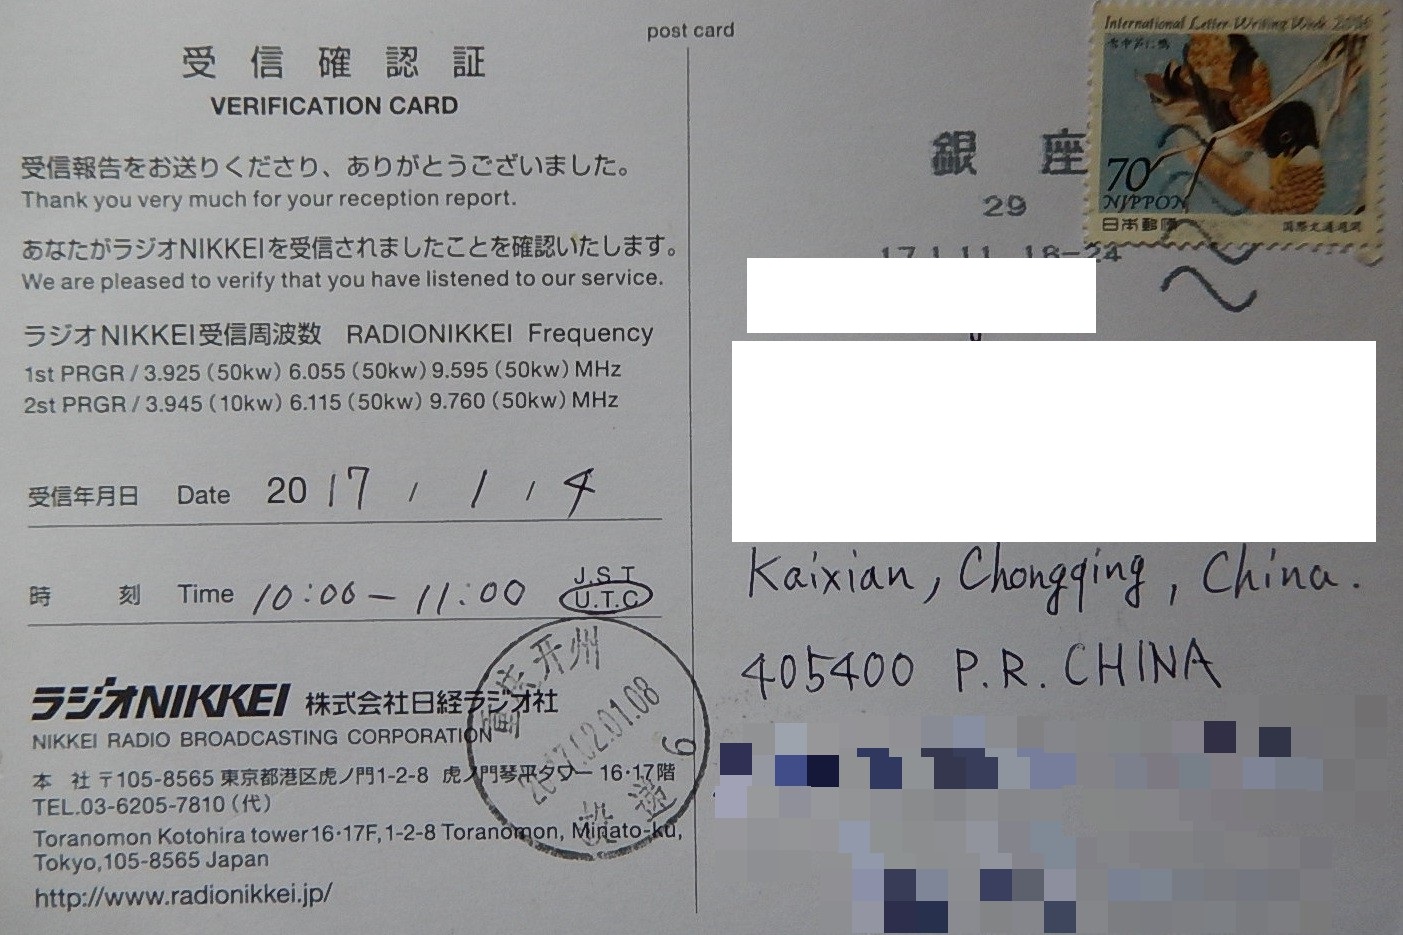 post card
受信確認証
VERIFICATION CARD
受信報告をお送りくださり、ありがとうございました。
Thank you very much for your reception report.
あなたがラジオNIKKEIを受信されましたことを確認いたします。
We are pleased to verify that you have listened to our service.
ラジオNIKKEI受信周波数 RADIONIKKEI Frequency
1st PRGR / 3.925 (50kw) 6.055 (50kw) 9.595 (50kw) MHz
2st PRGR / 3.945 (10kw) 6.115 (50kw) 9.760 (50kw) MHz
受信年月日 Date 2017 / 1 / 4
時刻 Time 10:06 – 11:00 J.S.T
U.T.C
ラジオNIKKEI 株式会社日経ラジオ社
NIKKEI RADIO BROADCASTING CORPORATION
本 社 〒105-8565 東京都港区虎ノ門1-2-8 虎ノ門琴平タワー 16・17階
TEL.03-6205-7810 (代)
Toranomon Kotohira tower 16・17F, 1-2-8 Toranomon, Minato-ku,
Tokyo, 105-8565 Japan
http://www.radionikkei.jp/
重庆开州
6
投递
International Letter Writing Week
70
NIPPON
日本郵便
銀座
29
17.1.11 18-24
Kaixian, Chongqing, China.
405400 P.R. CHINA